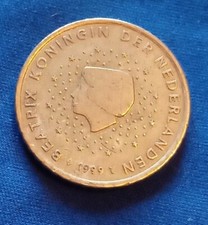 BEATRIX KONINGIN DER NEDERLANDEN
1999